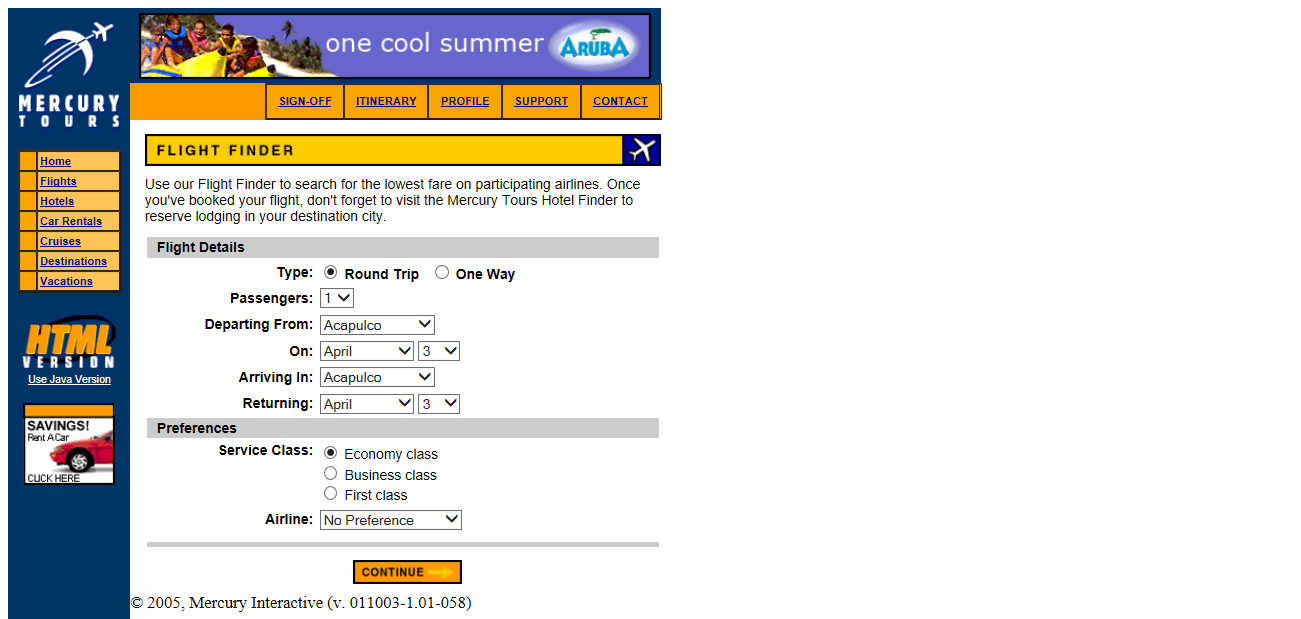 one cool summer ARUBA
MERCURY
TOURS
SIGN-OFF ITINERARY PROFILE SUPPORT CONTACT
Home
Flights
Hotels
Car Rentals
Cruises
Destinations
Vacations
HTML
VERSION
Use Java Version
SAVINGS!
Rent A Car
CLICK HERE
FLIGHT FINDER
Use our Flight Finder to search for the lowest fare on participating airlines. Once
you've booked your flight, don't forget to visit the Mercury Tours Hotel Finder to
reserve lodging in your destination city.
Flight Details
Type: Round Trip One Way
Passengers: 1
Departing From: Acapulco
On: April 3
Arriving In: Acapulco
Returning: April 3
Preferences
Service Class: Economy class
Business class
First class
Airline: No Preference
CONTINUE
© 2005, Mercury Interactive (v. 011003-1.01-058)